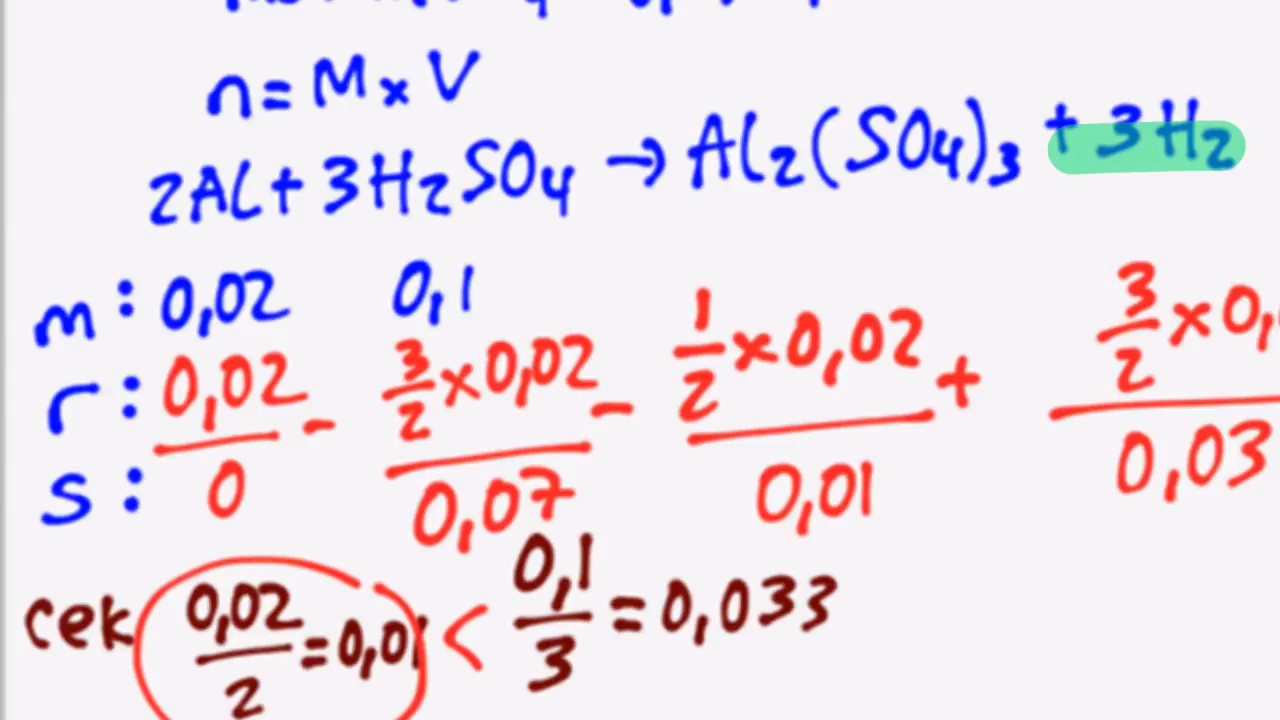 n = M x V
2Al + 3H2SO4 → Al2(SO4)3 + 3H2
m : 0,02 0,1
r : 0,02 - 3/2 x 0,02 - 1/2 x 0,02 + 3/2 x 0,
s : 0 0,07 0,01 0,03
cek 0,02/2 = 0,01 < 0,1/3 = 0,033